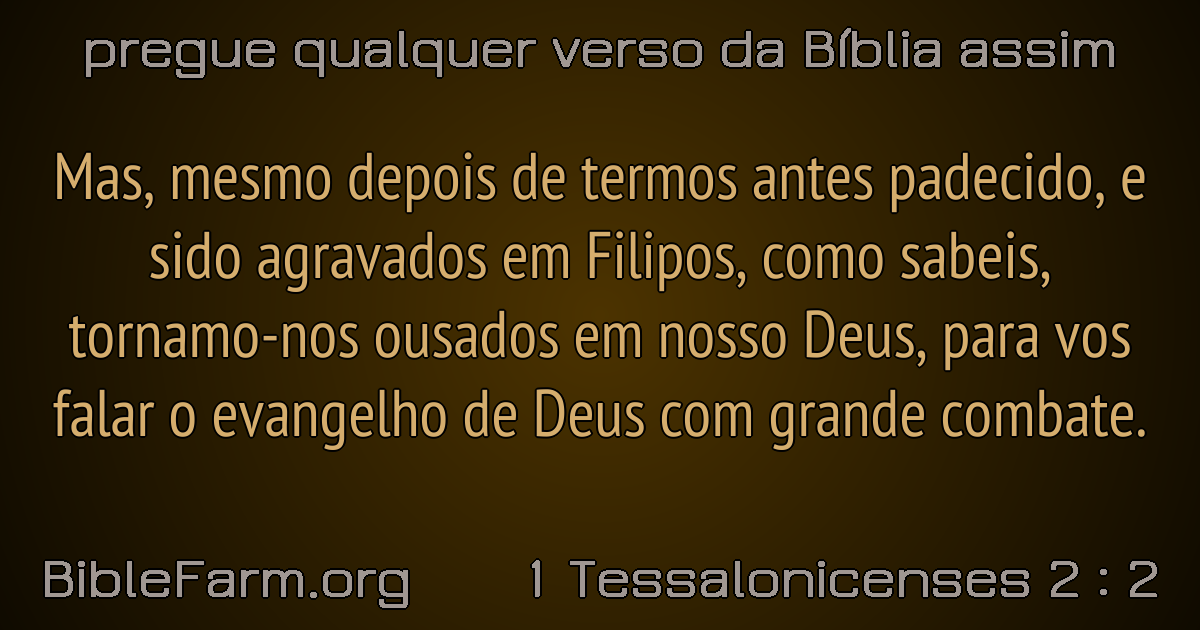 pregue qualquer verso da Bíblia assim
Mas, mesmo depois de termos antes padecido, e
sido agravados em Filipos, como sabeis,
tornamo-nos ousados em nosso Deus, para vos
falar o evangelho de Deus com grande combate.
BibleFarm.org 1 Tessalonicenses 2 : 2